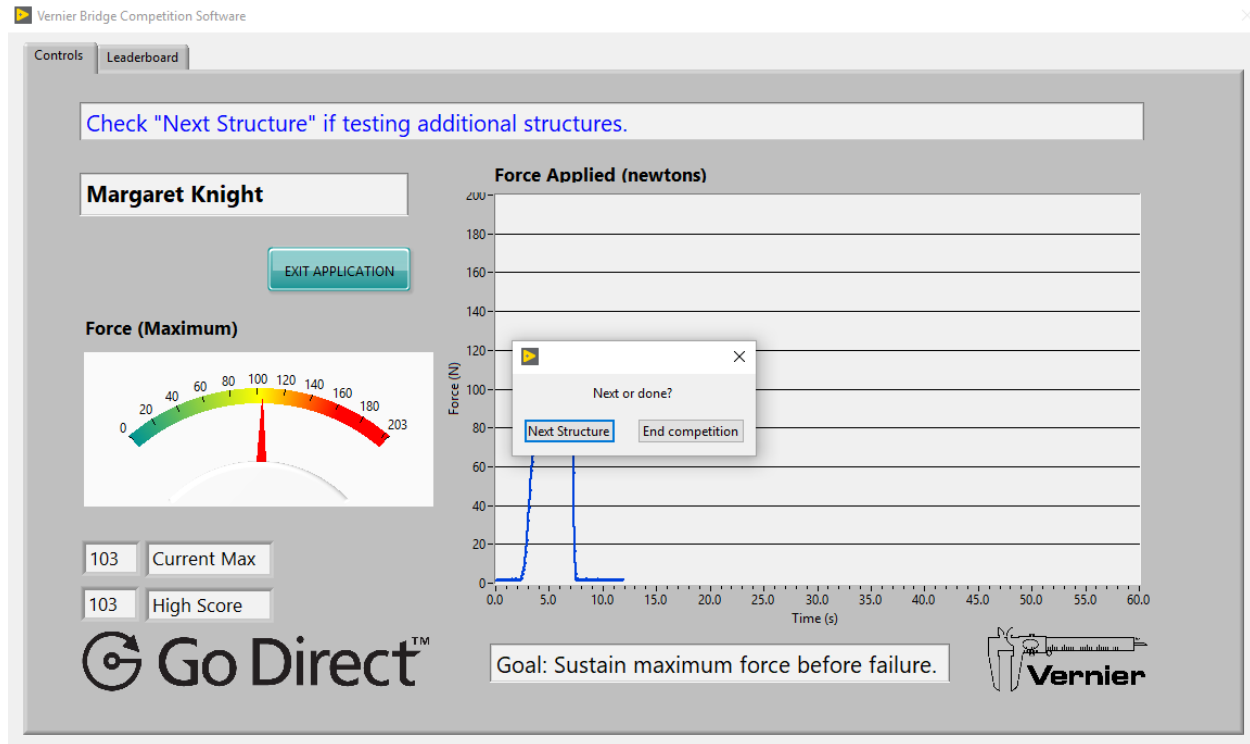 Vernier Bridge Competition Software
Controls
Leaderboard
Check "Next Structure" if testing additional structures.
Margaret Knight
EXIT APPLICATION
Force (Maximum)
0 20 40 60 80 100 120 140 160 180 203
103 Current Max
103 High Score
Go Direct™
Force Applied (newtons)
Force (N)
200
180
160
140
120
100
80
60
40
20
0
0.0 5.0 10.0 15.0 20.0 25.0 30.0 35.0 40.0 45.0 50.0 55.0 60.0
Time (s)
Next or done?
Next Structure End competition
Goal: Sustain maximum force before failure.
Vernier